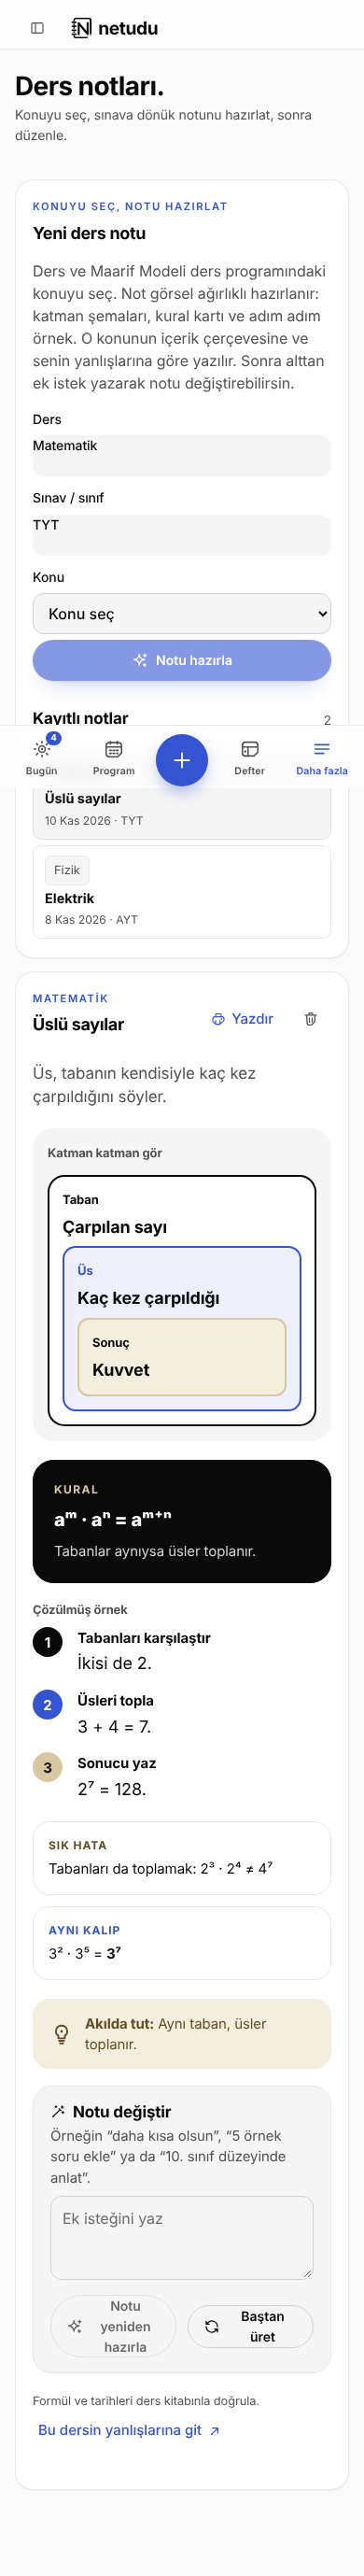 netudu
Ders notları.
Konuyu seç, sınava dönük notunu hazırlat, sonra
düzenle.
KONUYU SEÇ, NOTU HAZIRLAT
Yeni ders notu
Ders ve Maarif Modeli ders programındaki
konuyu seç. Not görsel ağırlıklı hazırlanır:
katman şemaları, kural kartı ve adım adım
örnek. O konunun içerik çerçevesine ve
senin yanlışlarına göre yazılır. Sonra alttan
ek istek yazarak notu değiştirebilirsin.
Ders
Matematik
Sınav / sınıf
TYT
Konu
Konu seç
Notu hazırla
Kayıtlı notlar 2
4
Bugün Program Defter Daha fazla
Üslü sayılar
10 Kas 2026 · TYT
Fizik
Elektrik
8 Kas 2026 · AYT
MATEMATİK
Üslü sayılar
Yazdır
Üs, tabanın kendisiyle kaç kez
çarpıldığını söyler.
Katman katman gör
Taban
Çarpılan sayı
Üs
Kaç kez çarpıldığı
Sonuç
Kuvvet
KURAL
aᵐ · aⁿ = aᵐ⁺ⁿ
Tabanlar aynıysa üsler toplanır.
Çözülmüş örnek
1 Tabanları karşılaştır
İkisi de 2.
2 Üsleri topla
3 + 4 = 7.
3 Sonucu yaz
2⁷ = 128.
SIK HATA
Tabanları da toplamak: 2³ · 2⁴ ≠ 4⁷
AYNI KALIP
3² · 3⁵ = 3⁷
Akılda tut: Aynı taban, üsler
toplanır.
Notu değiştir
Örneğin “daha kısa olsun”, “5 örnek
soru ekle” ya da “10. sınıf düzeyinde
anlat”.
Ek isteğini yaz
Notu
yeniden
hazırla
Baştan
üret
Formül ve tarihleri ders kitabınla doğrula.
Bu dersin yanlışlarına git ↗